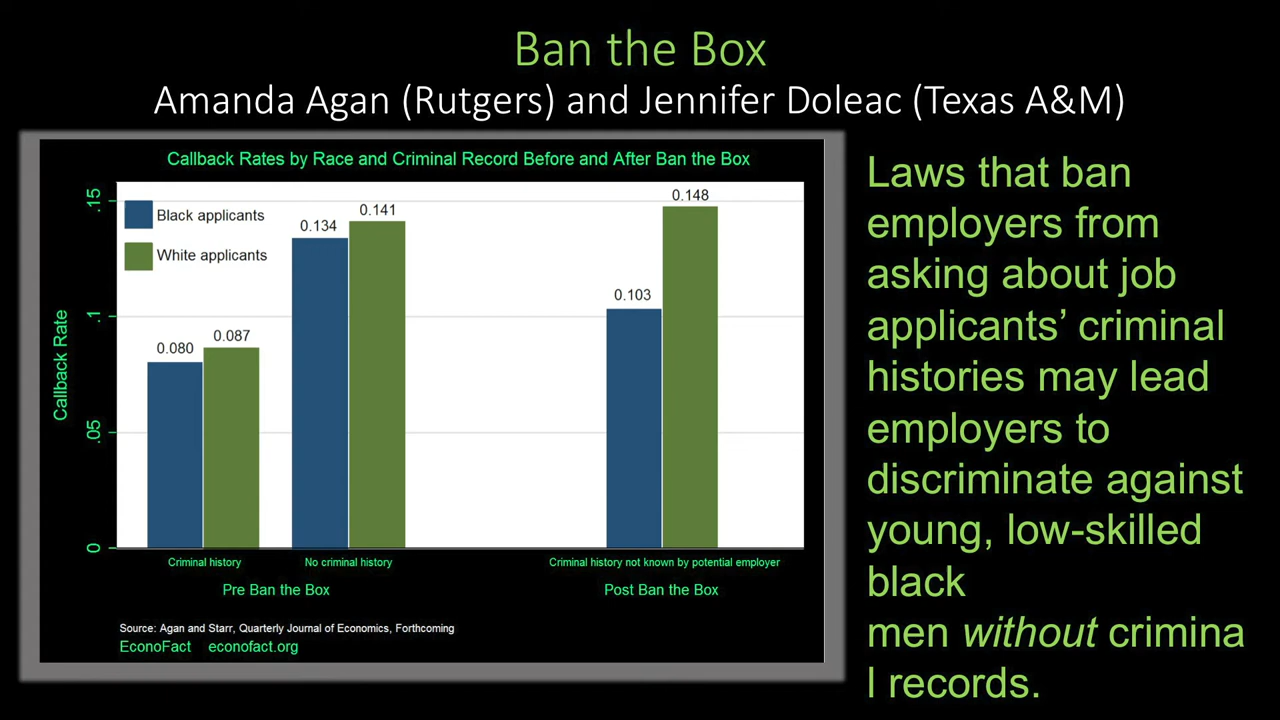 Ban the Box
Amanda Agan (Rutgers) and Jennifer Doleac (Texas A&M)
Callback Rates by Race and Criminal Record Before and After Ban the Box
Callback Rate
.15
.1
.05
0
Black applicants
White applicants
0.080
0.087
0.134
0.141
0.103
0.148
Criminal history
No criminal history
Criminal history not known by potential employer
Pre Ban the Box
Post Ban the Box
Source: Agan and Starr, Quarterly Journal of Economics, Forthcoming
EconoFact econofact.org
Laws that ban
employers from
asking about job
applicants’ criminal
histories may lead
employers to
discriminate against
young, low-skilled
black
men without crimina
l records.